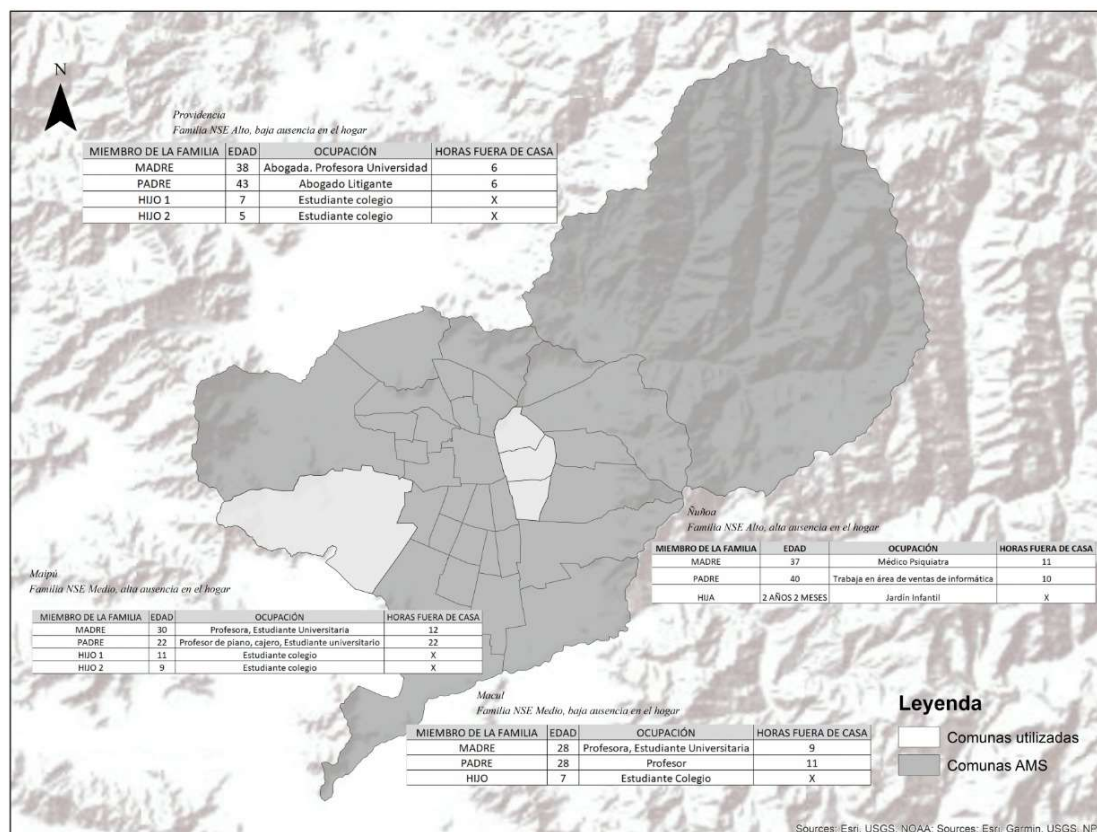 N
Providencia
Familia NSE Alto, baja ausencia en el hogar
MIEMBRO DE LA FAMILIA EDAD OCUPACIÓN HORAS FUERA DE CASA
MADRE 38 Abogada. Profesora Universidad 6
PADRE 43 Abogado Litigante 6
HIJO 1 7 Estudiante colegio X
HIJO 2 5 Estudiante colegio X
Ñuñoa
Familia NSE Alto, alta ausencia en el hogar
MIEMBRO DE LA FAMILIA EDAD OCUPACIÓN HORAS FUERA DE CASA
MADRE 37 Médico Psiquiatra 11
PADRE 40 Trabaja en área de ventas de informática 10
HIJA 2 AÑOS 2 MESES Jardín Infantil X
Maipú
Familia NSE Medio, alta ausencia en el hogar
MIEMBRO DE LA FAMILIA EDAD OCUPACIÓN HORAS FUERA DE CASA
MADRE 30 Profesora, Estudiante Universitaria 12
PADRE 22 Profesor de piano, cajero, Estudiante universitario 22
HIJO 1 11 Estudiante colegio X
HIJO 2 9 Estudiante colegio X
Macul
Familia NSE Medio, baja ausencia en el hogar
MIEMBRO DE LA FAMILIA EDAD OCUPACIÓN HORAS FUERA DE CASA
MADRE 28 Profesora, Estudiante Universitaria 9
PADRE 28 Profesor 11
HIJO 7 Estudiante Colegio X
Leyenda
Comunas utilizadas
Comunas AMS
Sources: Esri, USGS, NOAA; Sources: Esri, Garmin, USGS, NP